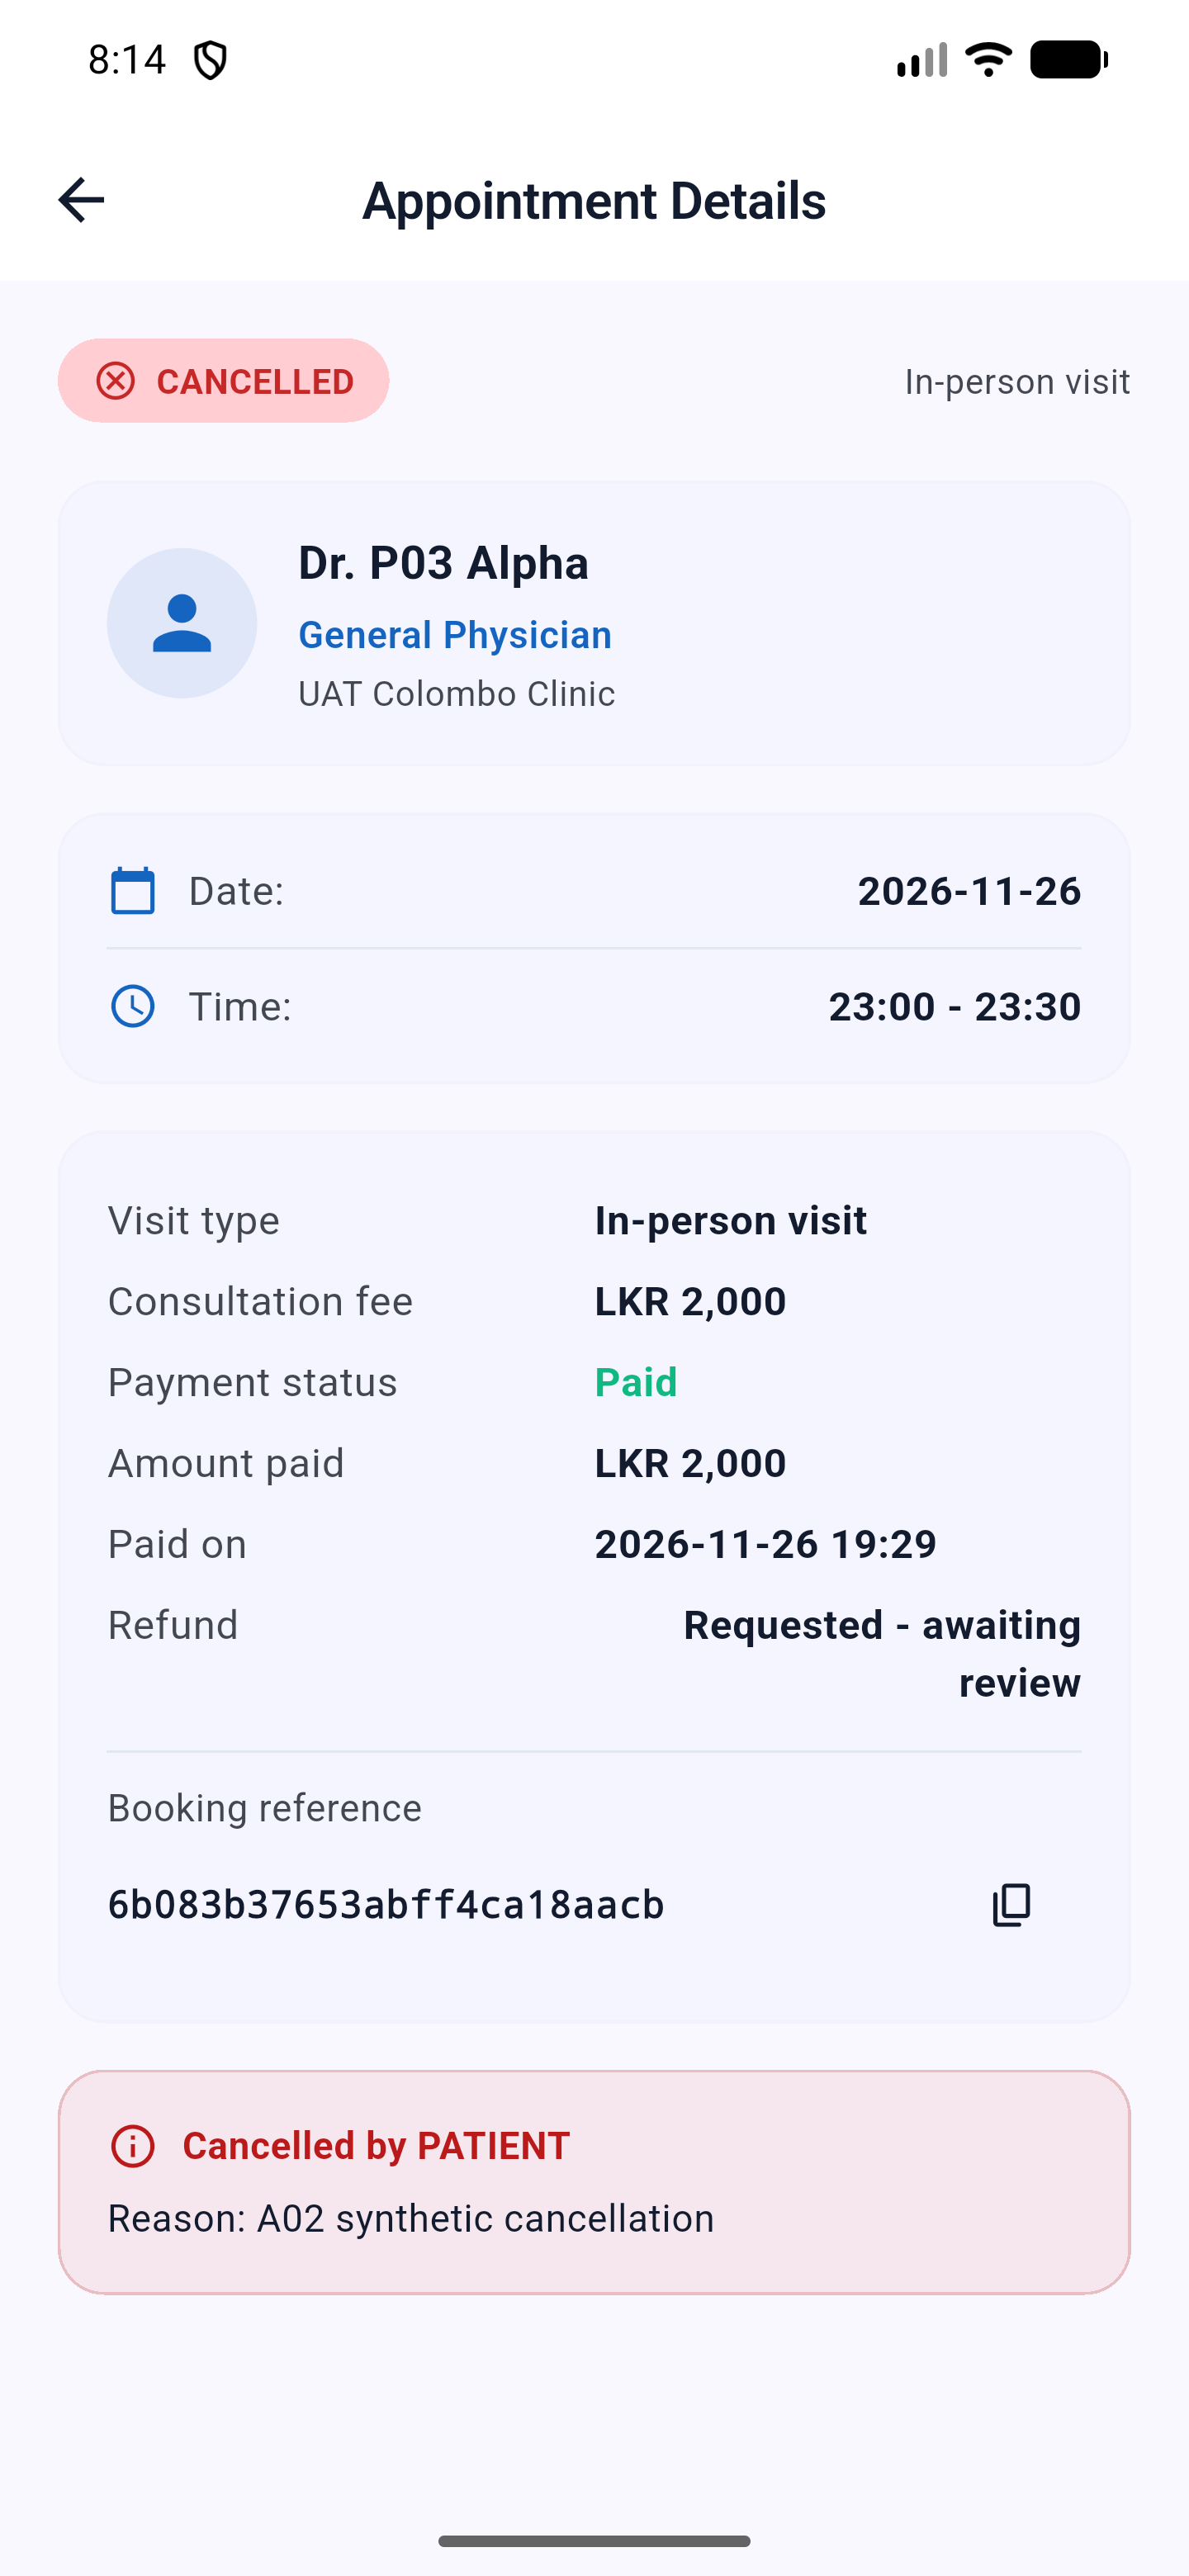 8:14
Appointment Details
CANCELLED
In-person visit
Dr. P03 Alpha
General Physician
UAT Colombo Clinic
Date: 2026-11-26
Time: 23:00 - 23:30
Visit type In-person visit
Consultation fee LKR 2,000
Payment status Paid
Amount paid LKR 2,000
Paid on 2026-11-26 19:29
Refund Requested - awaiting
review
Booking reference
6b083b37653abff4ca18aacb
Cancelled by PATIENT
Reason: A02 synthetic cancellation